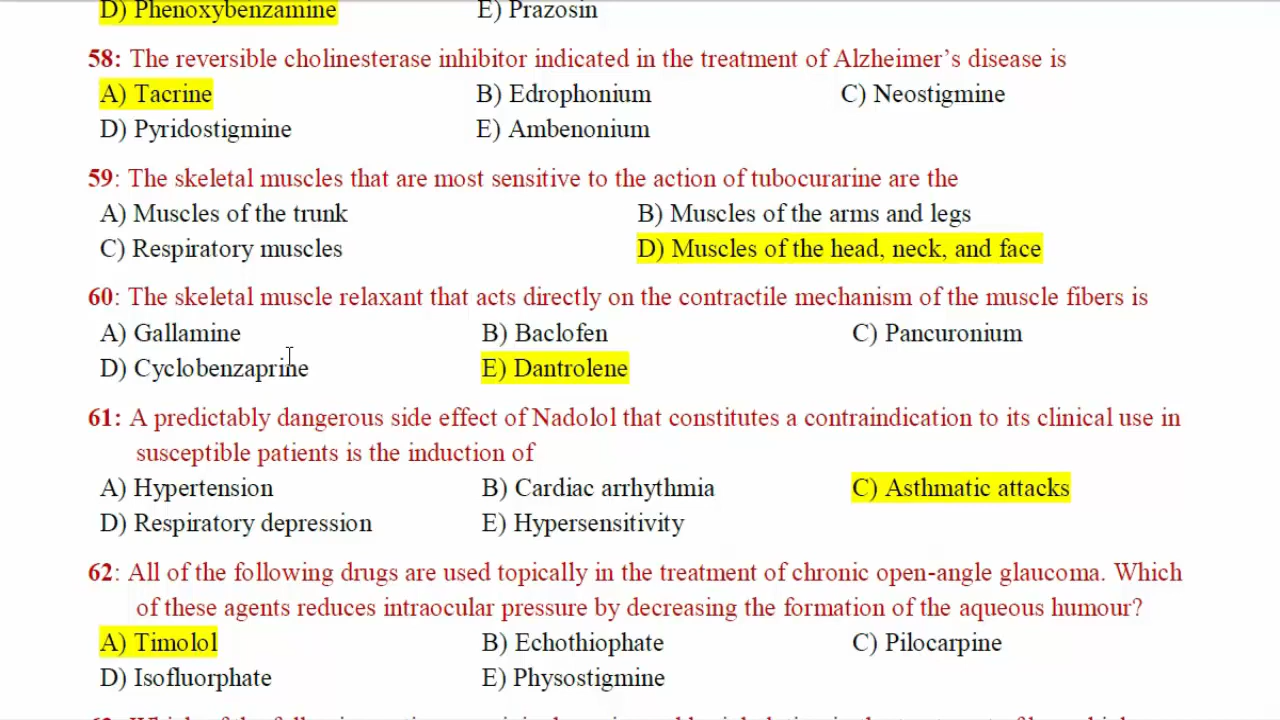 D) Phenoxybenzamine E) Prazosin
58: The reversible cholinesterase inhibitor indicated in the treatment of Alzheimer’s disease is
A) Tacrine B) Edrophonium C) Neostigmine
D) Pyridostigmine E) Ambenonium
59: The skeletal muscles that are most sensitive to the action of tubocurarine are the
A) Muscles of the trunk B) Muscles of the arms and legs
C) Respiratory muscles D) Muscles of the head, neck, and face
60: The skeletal muscle relaxant that acts directly on the contractile mechanism of the muscle fibers is
A) Gallamine B) Baclofen C) Pancuronium
D) Cyclobenzaprine E) Dantrolene
61: A predictably dangerous side effect of Nadolol that constitutes a contraindication to its clinical use in
susceptible patients is the induction of
A) Hypertension B) Cardiac arrhythmia C) Asthmatic attacks
D) Respiratory depression E) Hypersensitivity
62: All of the following drugs are used topically in the treatment of chronic open-angle glaucoma. Which
of these agents reduces intraocular pressure by decreasing the formation of the aqueous humour?
A) Timolol B) Echothiophate C) Pilocarpine
D) Isofluorphate E) Physostigmine